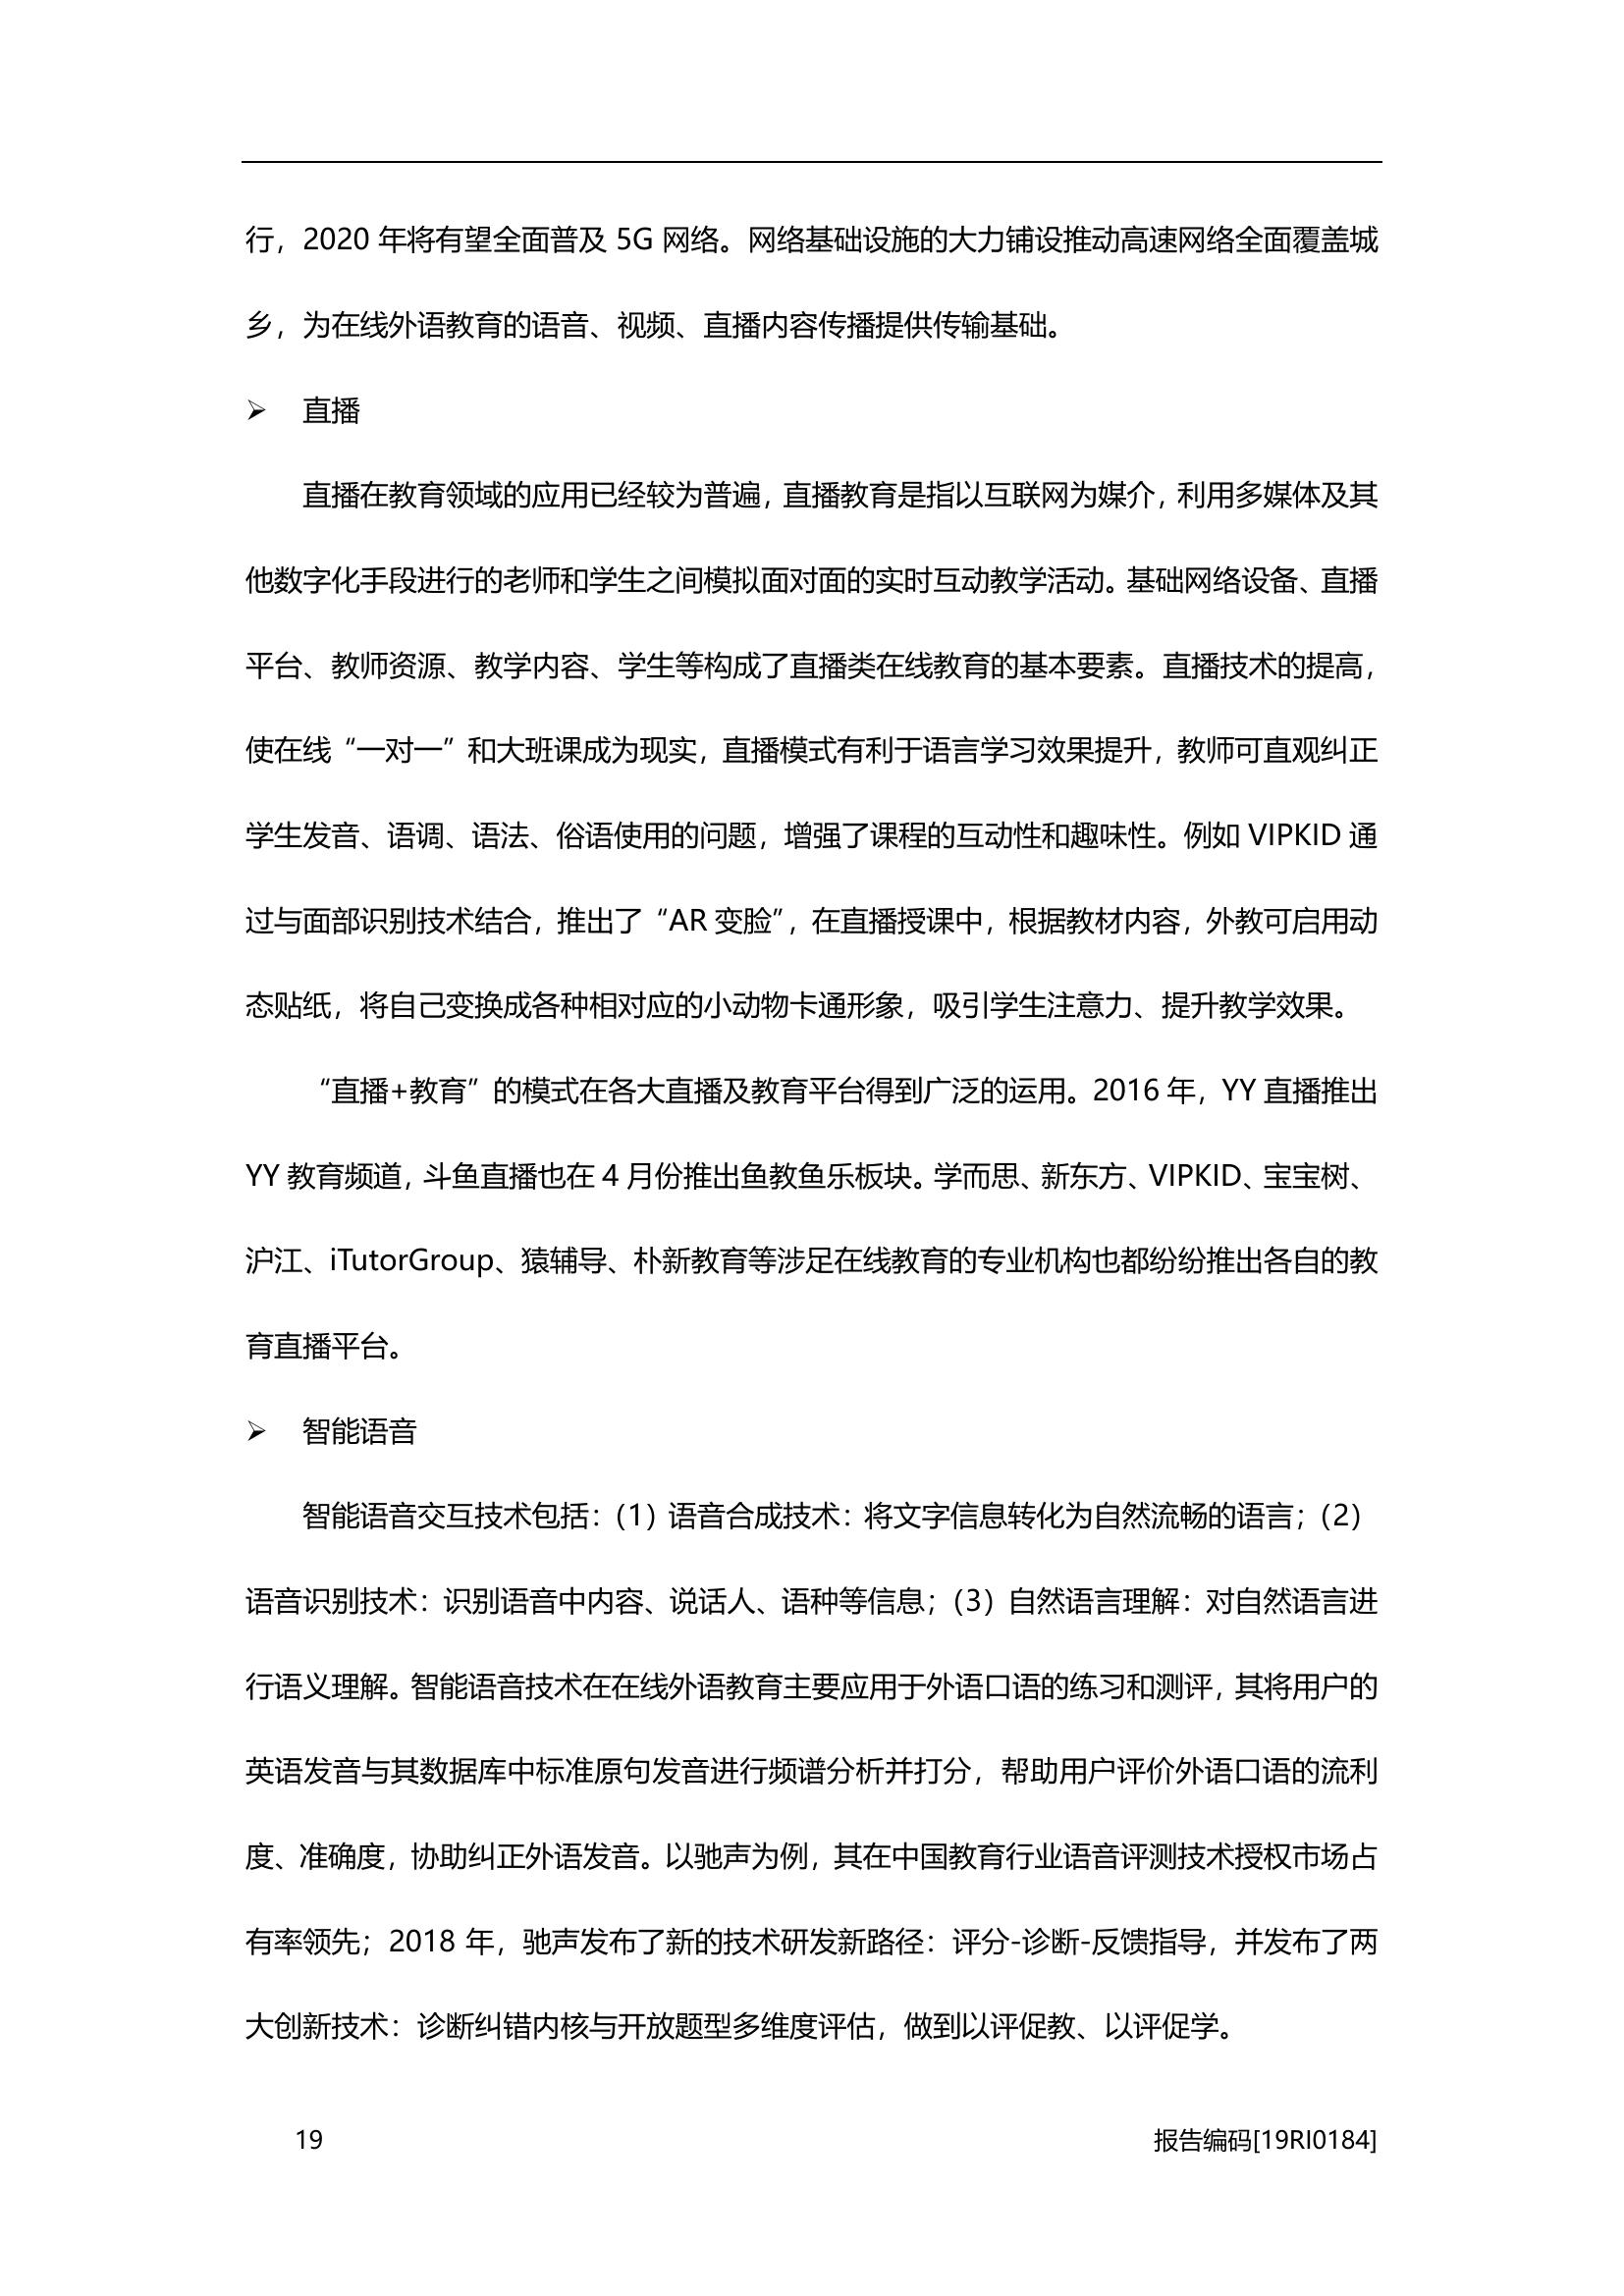 行，2020 年将有望全面普及 5G 网络。网络基础设施的大力铺设推动高速网络全面覆盖城
乡，为在线外语教育的语音、视频、直播内容传播提供传输基础。
➢ 直播
直播在教育领域的应用已经较为普遍，直播教育是指以互联网为媒介，利用多媒体及其
他数字化手段进行的老师和学生之间模拟面对面的实时互动教学活动。基础网络设备、直播
平台、教师资源、教学内容、学生等构成了直播类在线教育的基本要素。直播技术的提高，
使在线“一对一”和大班课成为现实，直播模式有利于语言学习效果提升，教师可直观纠正
学生发音、语调、语法、俗语使用的问题，增强了课程的互动性和趣味性。例如 VIPKID 通
过与面部识别技术结合，推出了“AR 变脸”，在直播授课中，根据教材内容，外教可启用动
态贴纸，将自己变换成各种相对应的小动物卡通形象，吸引学生注意力、提升教学效果。
“直播+教育”的模式在各大直播及教育平台得到广泛的运用。2016 年，YY 直播推出
YY 教育频道，斗鱼直播也在 4 月份推出鱼教鱼乐板块。学而思、新东方、VIPKID、宝宝树、
沪江、iTutorGroup、猿辅导、朴新教育等涉足在线教育的专业机构也都纷纷推出各自的教
育直播平台。
➢ 智能语音
智能语音交互技术包括：（1）语音合成技术：将文字信息转化为自然流畅的语言；（2）
语音识别技术：识别语音中内容、说话人、语种等信息；（3）自然语言理解：对自然语言进
行语义理解。智能语音技术在在线外语教育主要应用于外语口语的练习和测评，其将用户的
英语发音与其数据库中标准原句发音进行频谱分析并打分，帮助用户评价外语口语的流利
度、准确度，协助纠正外语发音。以驰声为例，其在中国教育行业语音评测技术授权市场占
有率领先；2018 年，驰声发布了新的技术研发新路径：评分-诊断-反馈指导，并发布了两
大创新技术：诊断纠错内核与开放题型多维度评估，做到以评促教、以评促学。
19
报告编码[19RI0184]